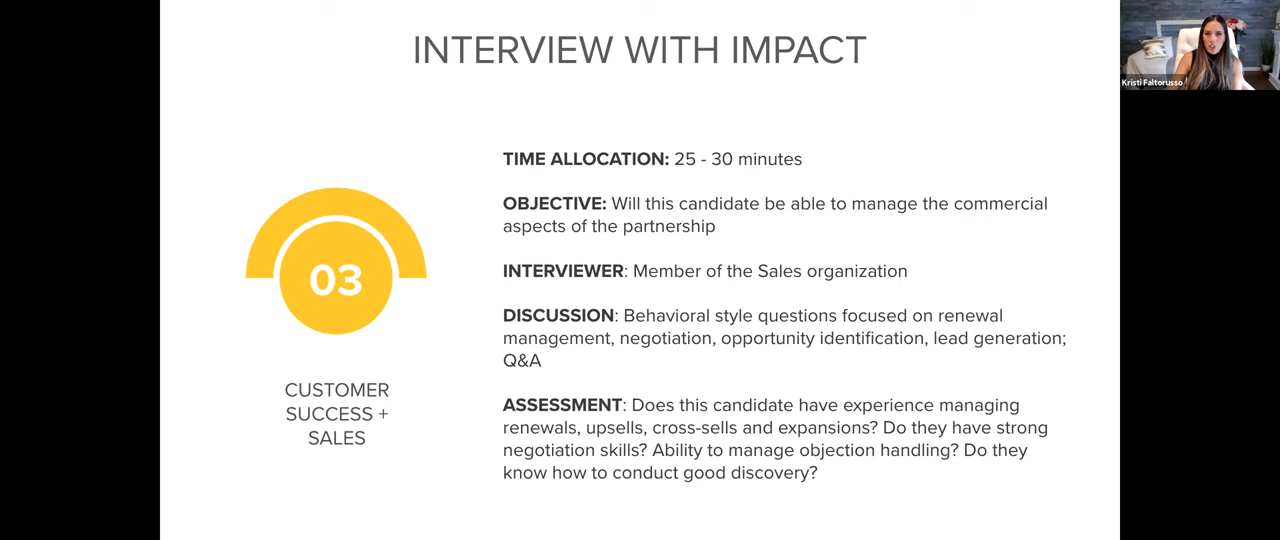 INTERVIEW WITH IMPACT
Kristi Faltorusso
TIME ALLOCATION: 25 - 30 minutes
OBJECTIVE: Will this candidate be able to manage the commercial
aspects of the partnership
INTERVIEWER: Member of the Sales organization
DISCUSSION: Behavioral style questions focused on renewal
management, negotiation, opportunity identification, lead generation;
Q&A
ASSESSMENT: Does this candidate have experience managing
renewals, upsells, cross-sells and expansions? Do they have strong
negotiation skills? Ability to manage objection handling? Do they
know how to conduct good discovery?
03
CUSTOMER
SUCCESS +
SALES